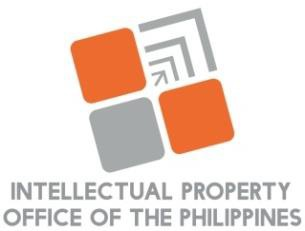 INTELLECTUAL PROPERTY
OFFICE OF THE PHILIPPINES